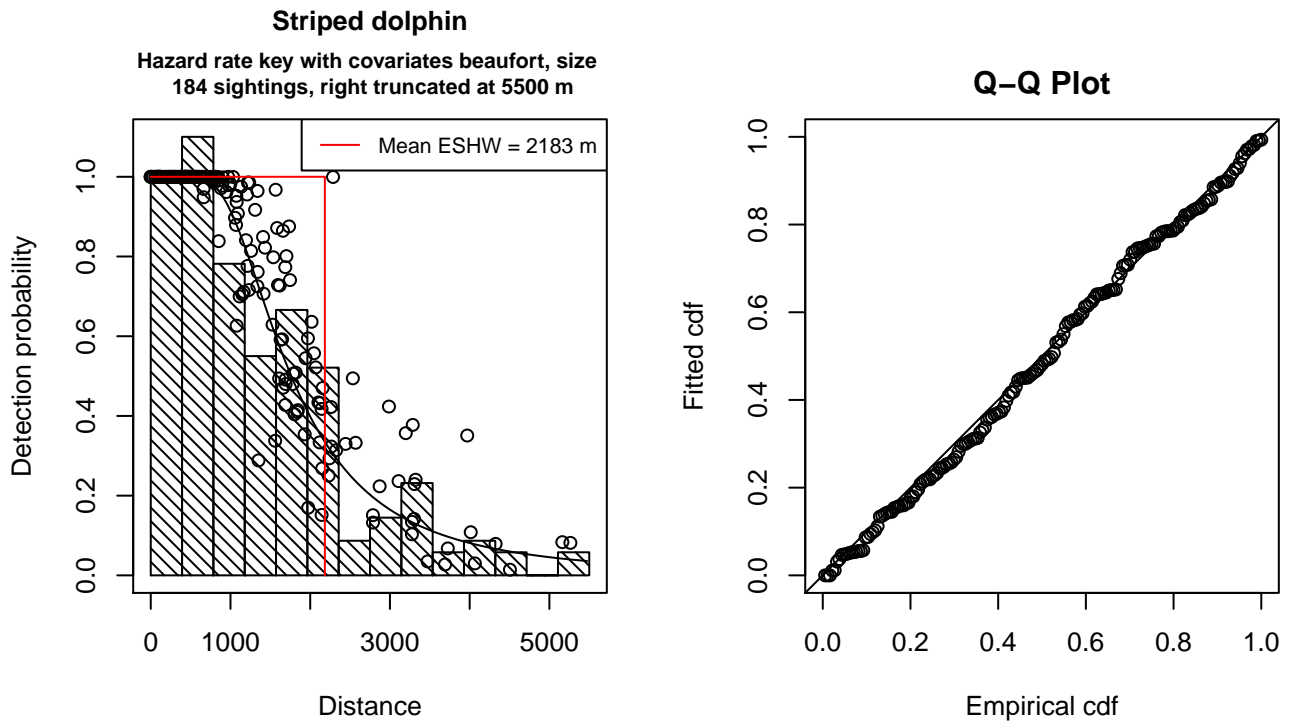 Striped dolphin
Hazard rate key with covariates beaufort, size
184 sightings, right truncated at 5500 m
Mean ESHW = 2183 m
Detection probability
1.0
0.8
0.6
0.4
0.2
0.0
0 1000 3000 5000
Distance
Q−Q Plot
Fitted cdf
1.0
0.8
0.6
0.4
0.2
0.0
0.0 0.2 0.4 0.6 0.8 1.0
Empirical cdf